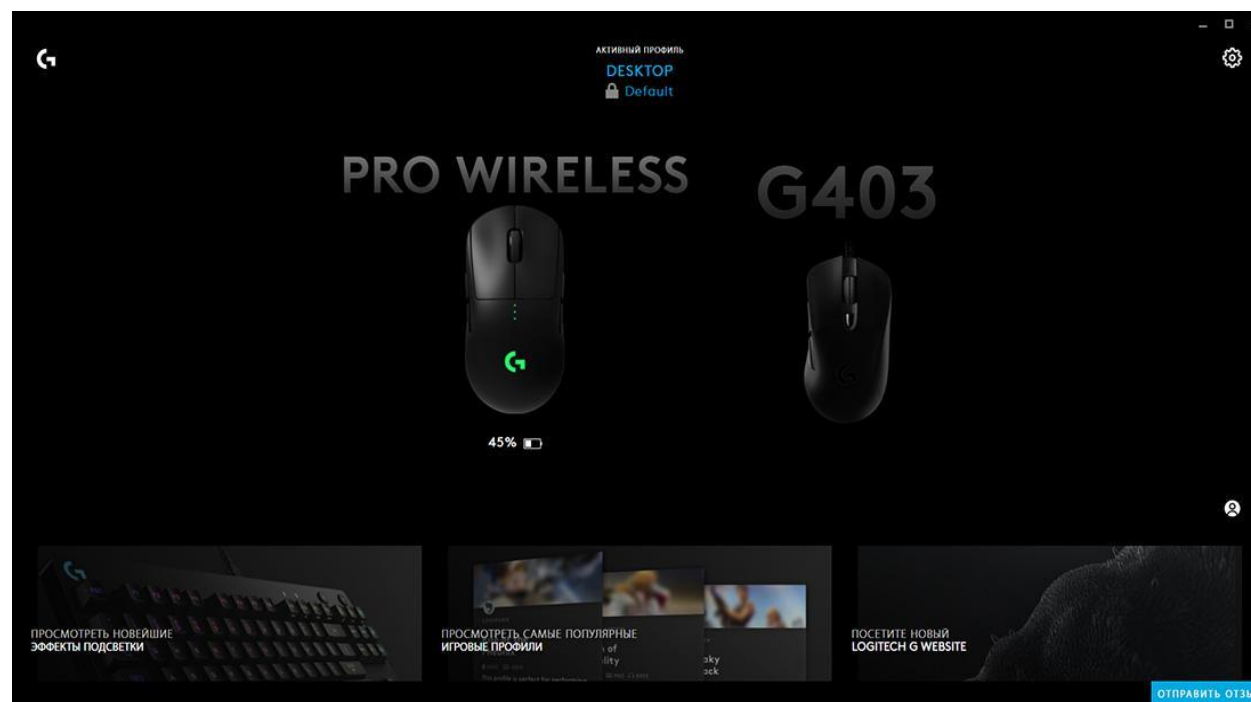 АКТИВНЫЙ ПРОФИЛЬ
DESKTOP
Default
PRO WIRELESS
G403
45%
ПРОСМОТРЕТЬ НОВЕЙШИЕ
ЭФФЕКТЫ ПОДСВЕТКИ
ПРОСМОТРЕТЬ САМЫЕ ПОПУЛЯРНЫЕ
ИГРОВЫЕ ПРОФИЛИ
ПОСЕТИТЕ НОВЫЙ
LOGITECH G WEBSITE
ОТПРАВИТЬ ОТЗЫ